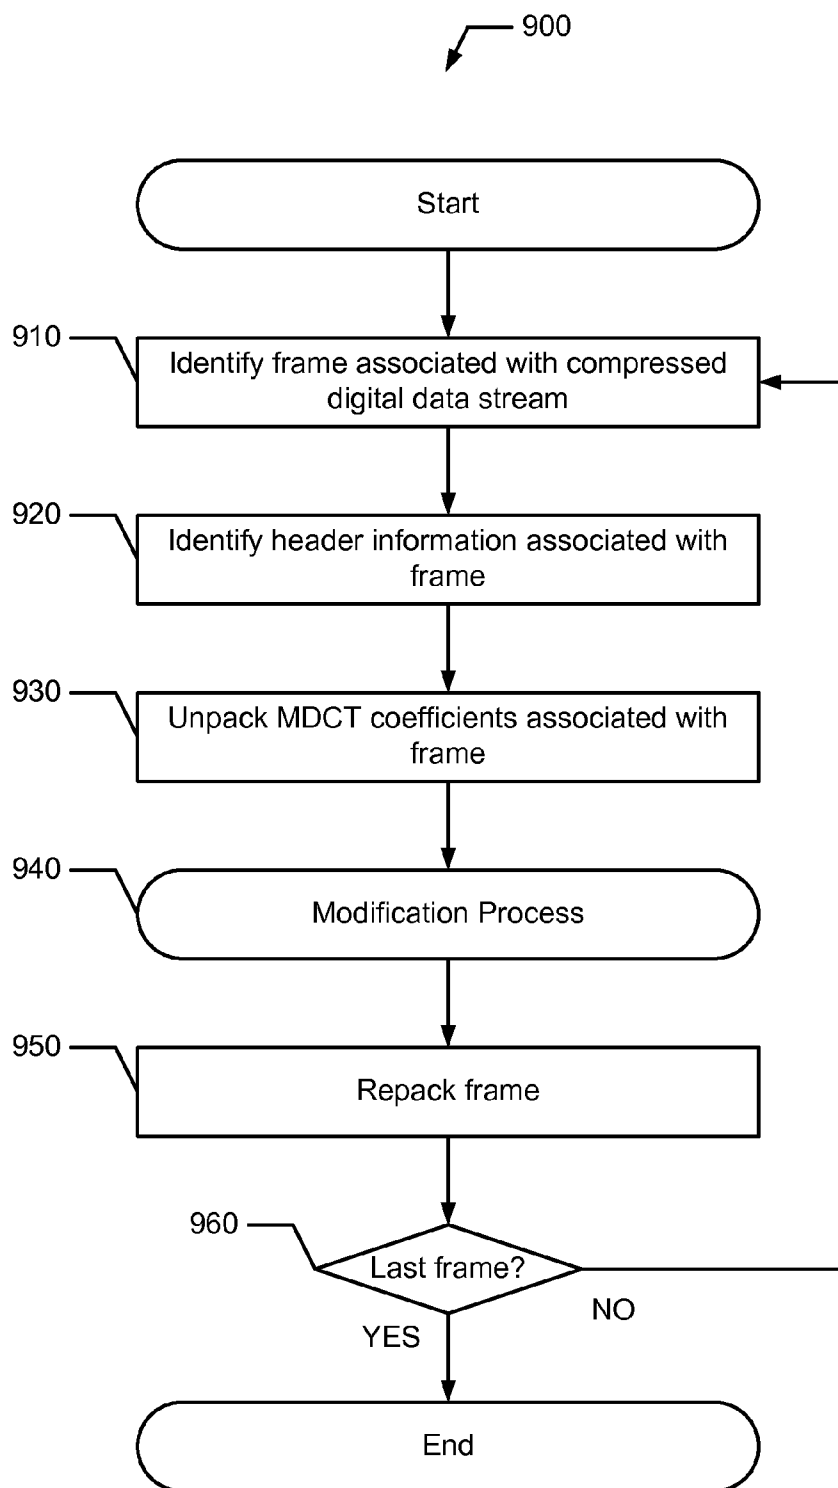 900
Start
910
Identify frame associated with compressed
digital data stream
920
Identify header information associated with
frame
930
Unpack MDCT coefficients associated with
frame
940
Modification Process
950
Repack frame
960
Last frame?
NO
YES
End